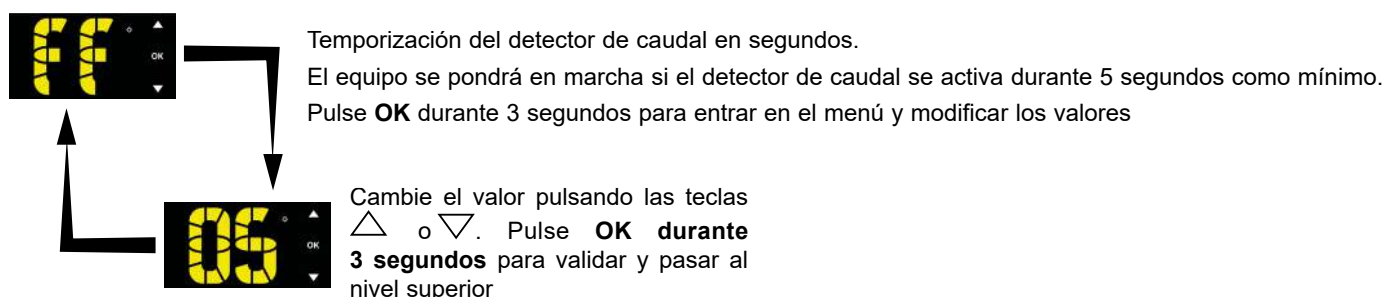 FF
OK
Temporización del detector de caudal en segundos.
El equipo se pondrá en marcha si el detector de caudal se activa durante 5 segundos como mínimo.
Pulse OK durante 3 segundos para entrar en el menú y modificar los valores
05
OK
Cambie el valor pulsando las teclas
△ o ▽. Pulse OK durante
3 segundos para validar y pasar al
nivel superior